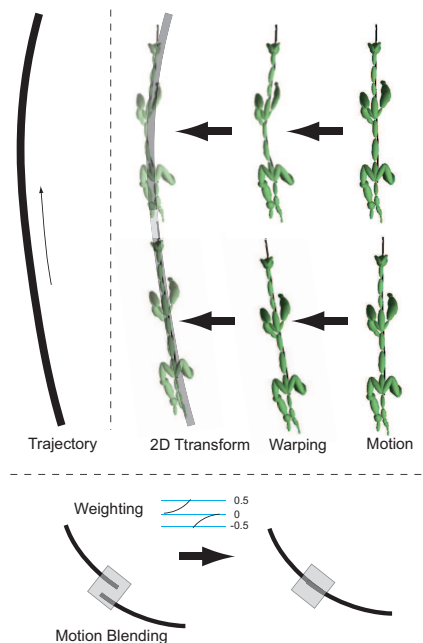 Trajectory
2D Ttransform
Warping
Motion
Weighting
0.5
0
-0.5
Motion Blending